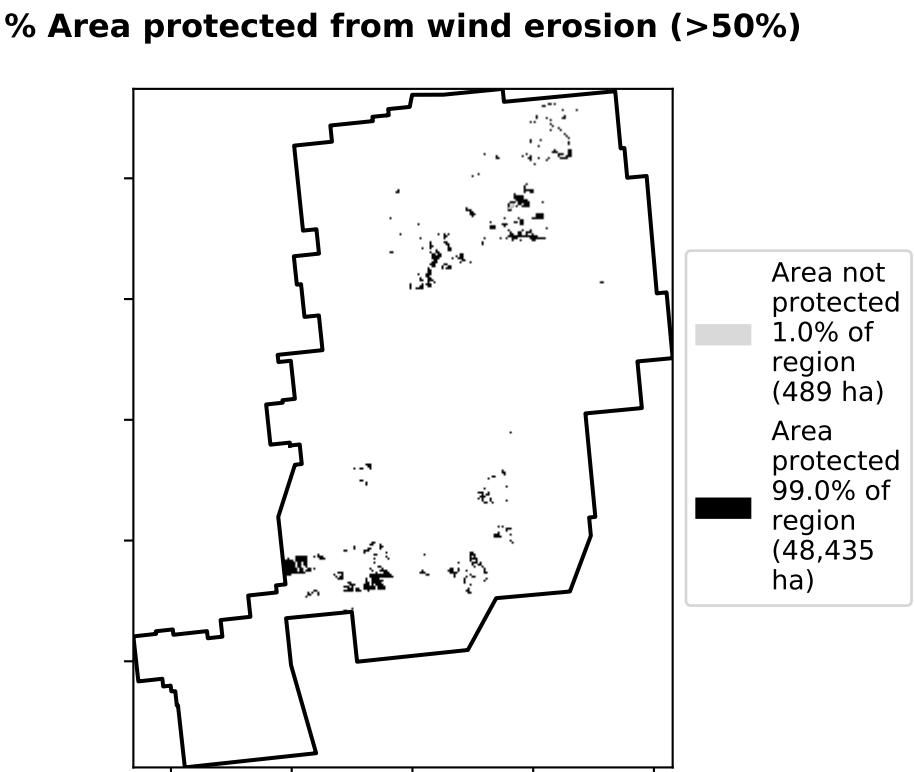 % Area protected from wind erosion (>50%)
Area not
protected
1.0% of
region
(489 ha)
Area
protected
99.0% of
region
(48,435
ha)